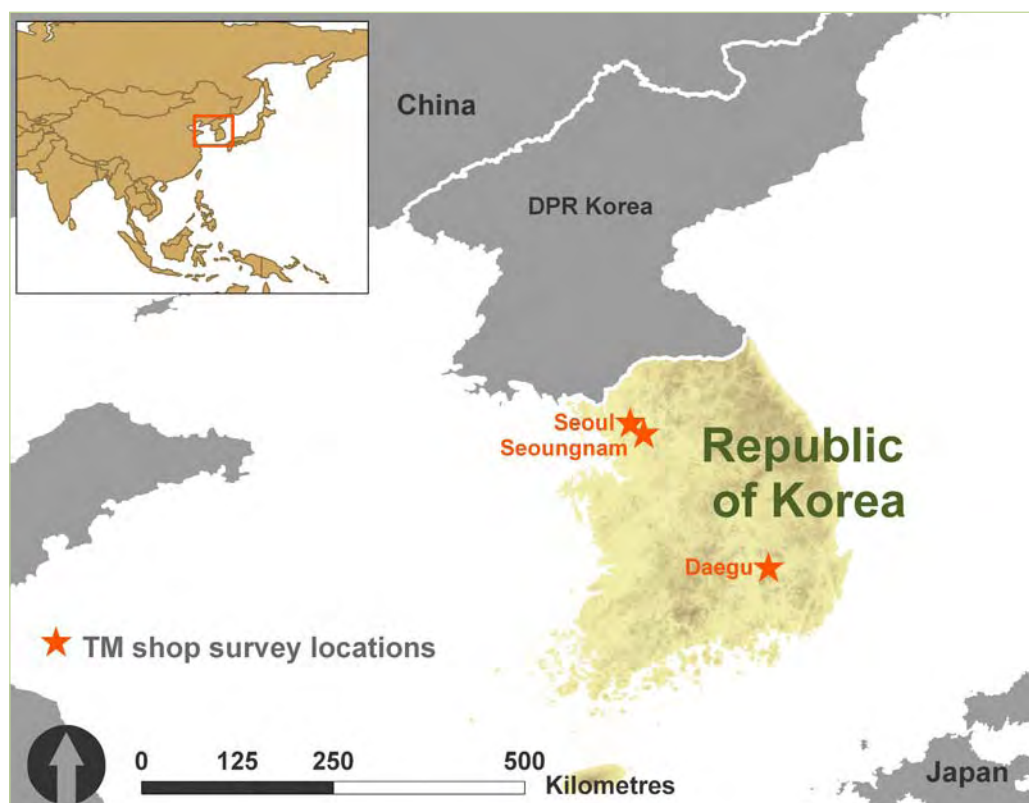 China
DPR Korea
Seoul
Seoungnam
Republic
of Korea
Daegu
TM shop survey locations
0 125 250 500
Kilometres
Japan